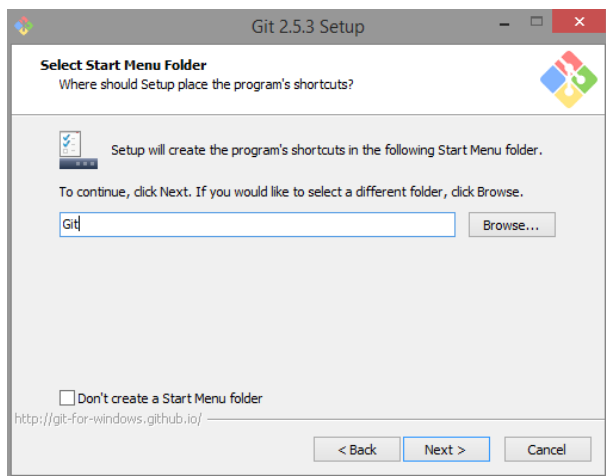 Git 2.5.3 Setup
Select Start Menu Folder
Where should Setup place the program's shortcuts?
Setup will create the program's shortcuts in the following Start Menu folder.
To continue, click Next. If you would like to select a different folder, click Browse.
Git
Browse...
Don't create a Start Menu folder
http://git-for-windows.github.io/
< Back
Next >
Cancel